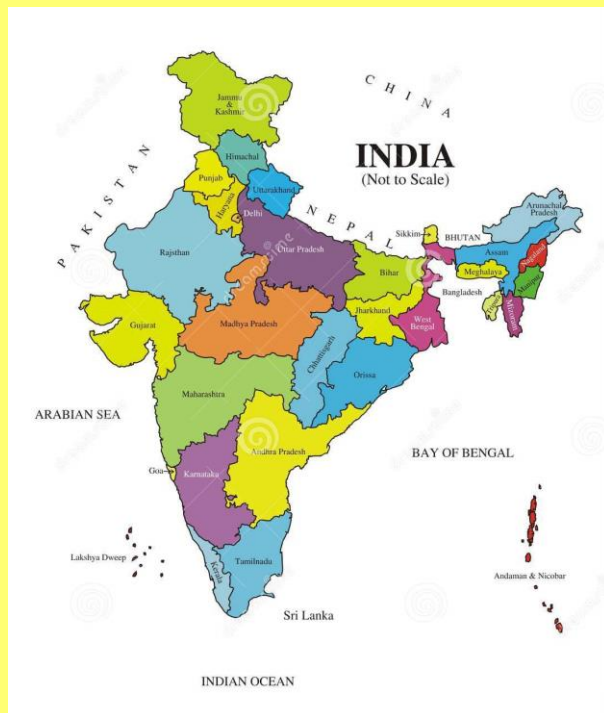 CHINA
Jammu
&
Kashmir
PAKISTAN
Himachal
INDIA
(Not to Scale)
Punjab
Uttarakhand
Haryana
Delhi
NEPAL
Arunachal
Pradesh
Sikkim
BHUTAN
Rajsthan
Uttar Pradesh
Assam
Nagaland
Bihar
Meghalaya
Manipur
Bangladesh
Gujarat
Madhya Pradesh
Jharkhand
West
Bengal
Mizoram
Chhattisgarh
Orissa
Maharashtra
ARABIAN SEA
BAY OF BENGAL
Andhra Pradesh
Goa
Karnataka
Lakshya Dweep
Kerala
Tamilnada
Andaman & Nicobar
Sri Lanka
INDIAN OCEAN